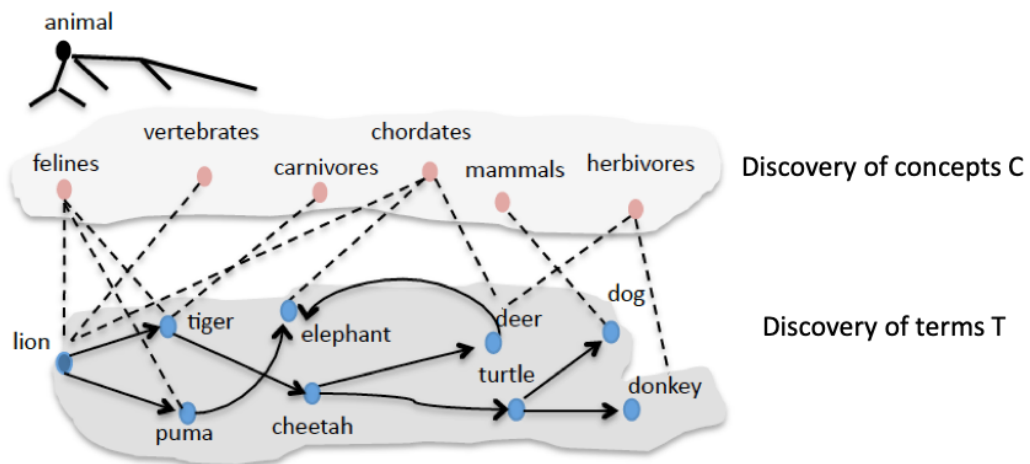 animal
vertebrates
chordates
felines
carnivores
mammals
herbivores
Discovery of concepts C
dog
lion
tiger
elephant
deer
Discovery of terms T
turtle
donkey
puma
cheetah